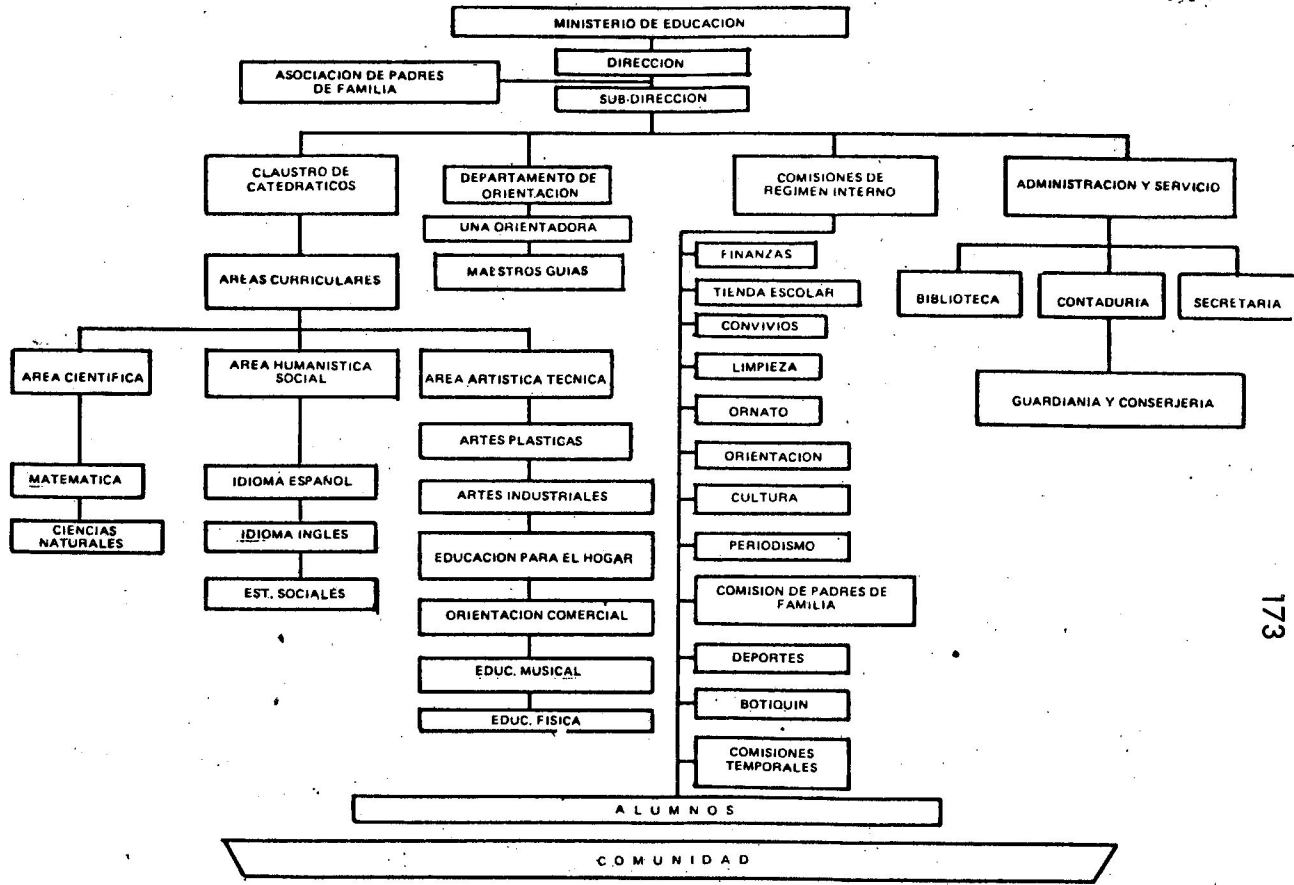 MINISTERIO DE EDUCACION
DIRECCION
ASOCIACION DE PADRES
DE FAMILIA
SUB-DIRECCION
CLAUSTRO DE
CATEDRATICOS
DEPARTAMENTO DE
ORIENTACION
COMISIONES DE
REGIMEN INTERNO
ADMINISTRACION Y SERVICIO
UNA ORIENTADORA
MAESTROS GUIAS
AREAS CURRICULARES
FINANZAS
TIENDA ESCOLAR
CONVIVIOS
LIMPIEZA
ORNATO
ORIENTACION
CULTURA
PERIODISMO
COMISION DE PADRES DE
FAMILIA
DEPORTES
BOTIQUIN
COMISIONES
TEMPORALES
BIBLIOTECA
CONTADURIA
SECRETARIA
GUARDIANIA Y CONSERJERIA
AREA CIENTIFICA
AREA HUMANISTICA
SOCIAL
AREA ARTISTICA TECNICA
MATEMATICA
CIENCIAS
NATURALES
IDIOMA ESPAÑOL
IDIOMA INGLES
EST. SOCIALES
ARTES PLASTICAS
ARTES INDUSTRIALES
EDUCACION PARA EL HOGAR
ORIENTACION COMERCIAL
EDUC. MUSICAL
EDUC. FISICA
ALUMNOS
COMUNIDAD
173